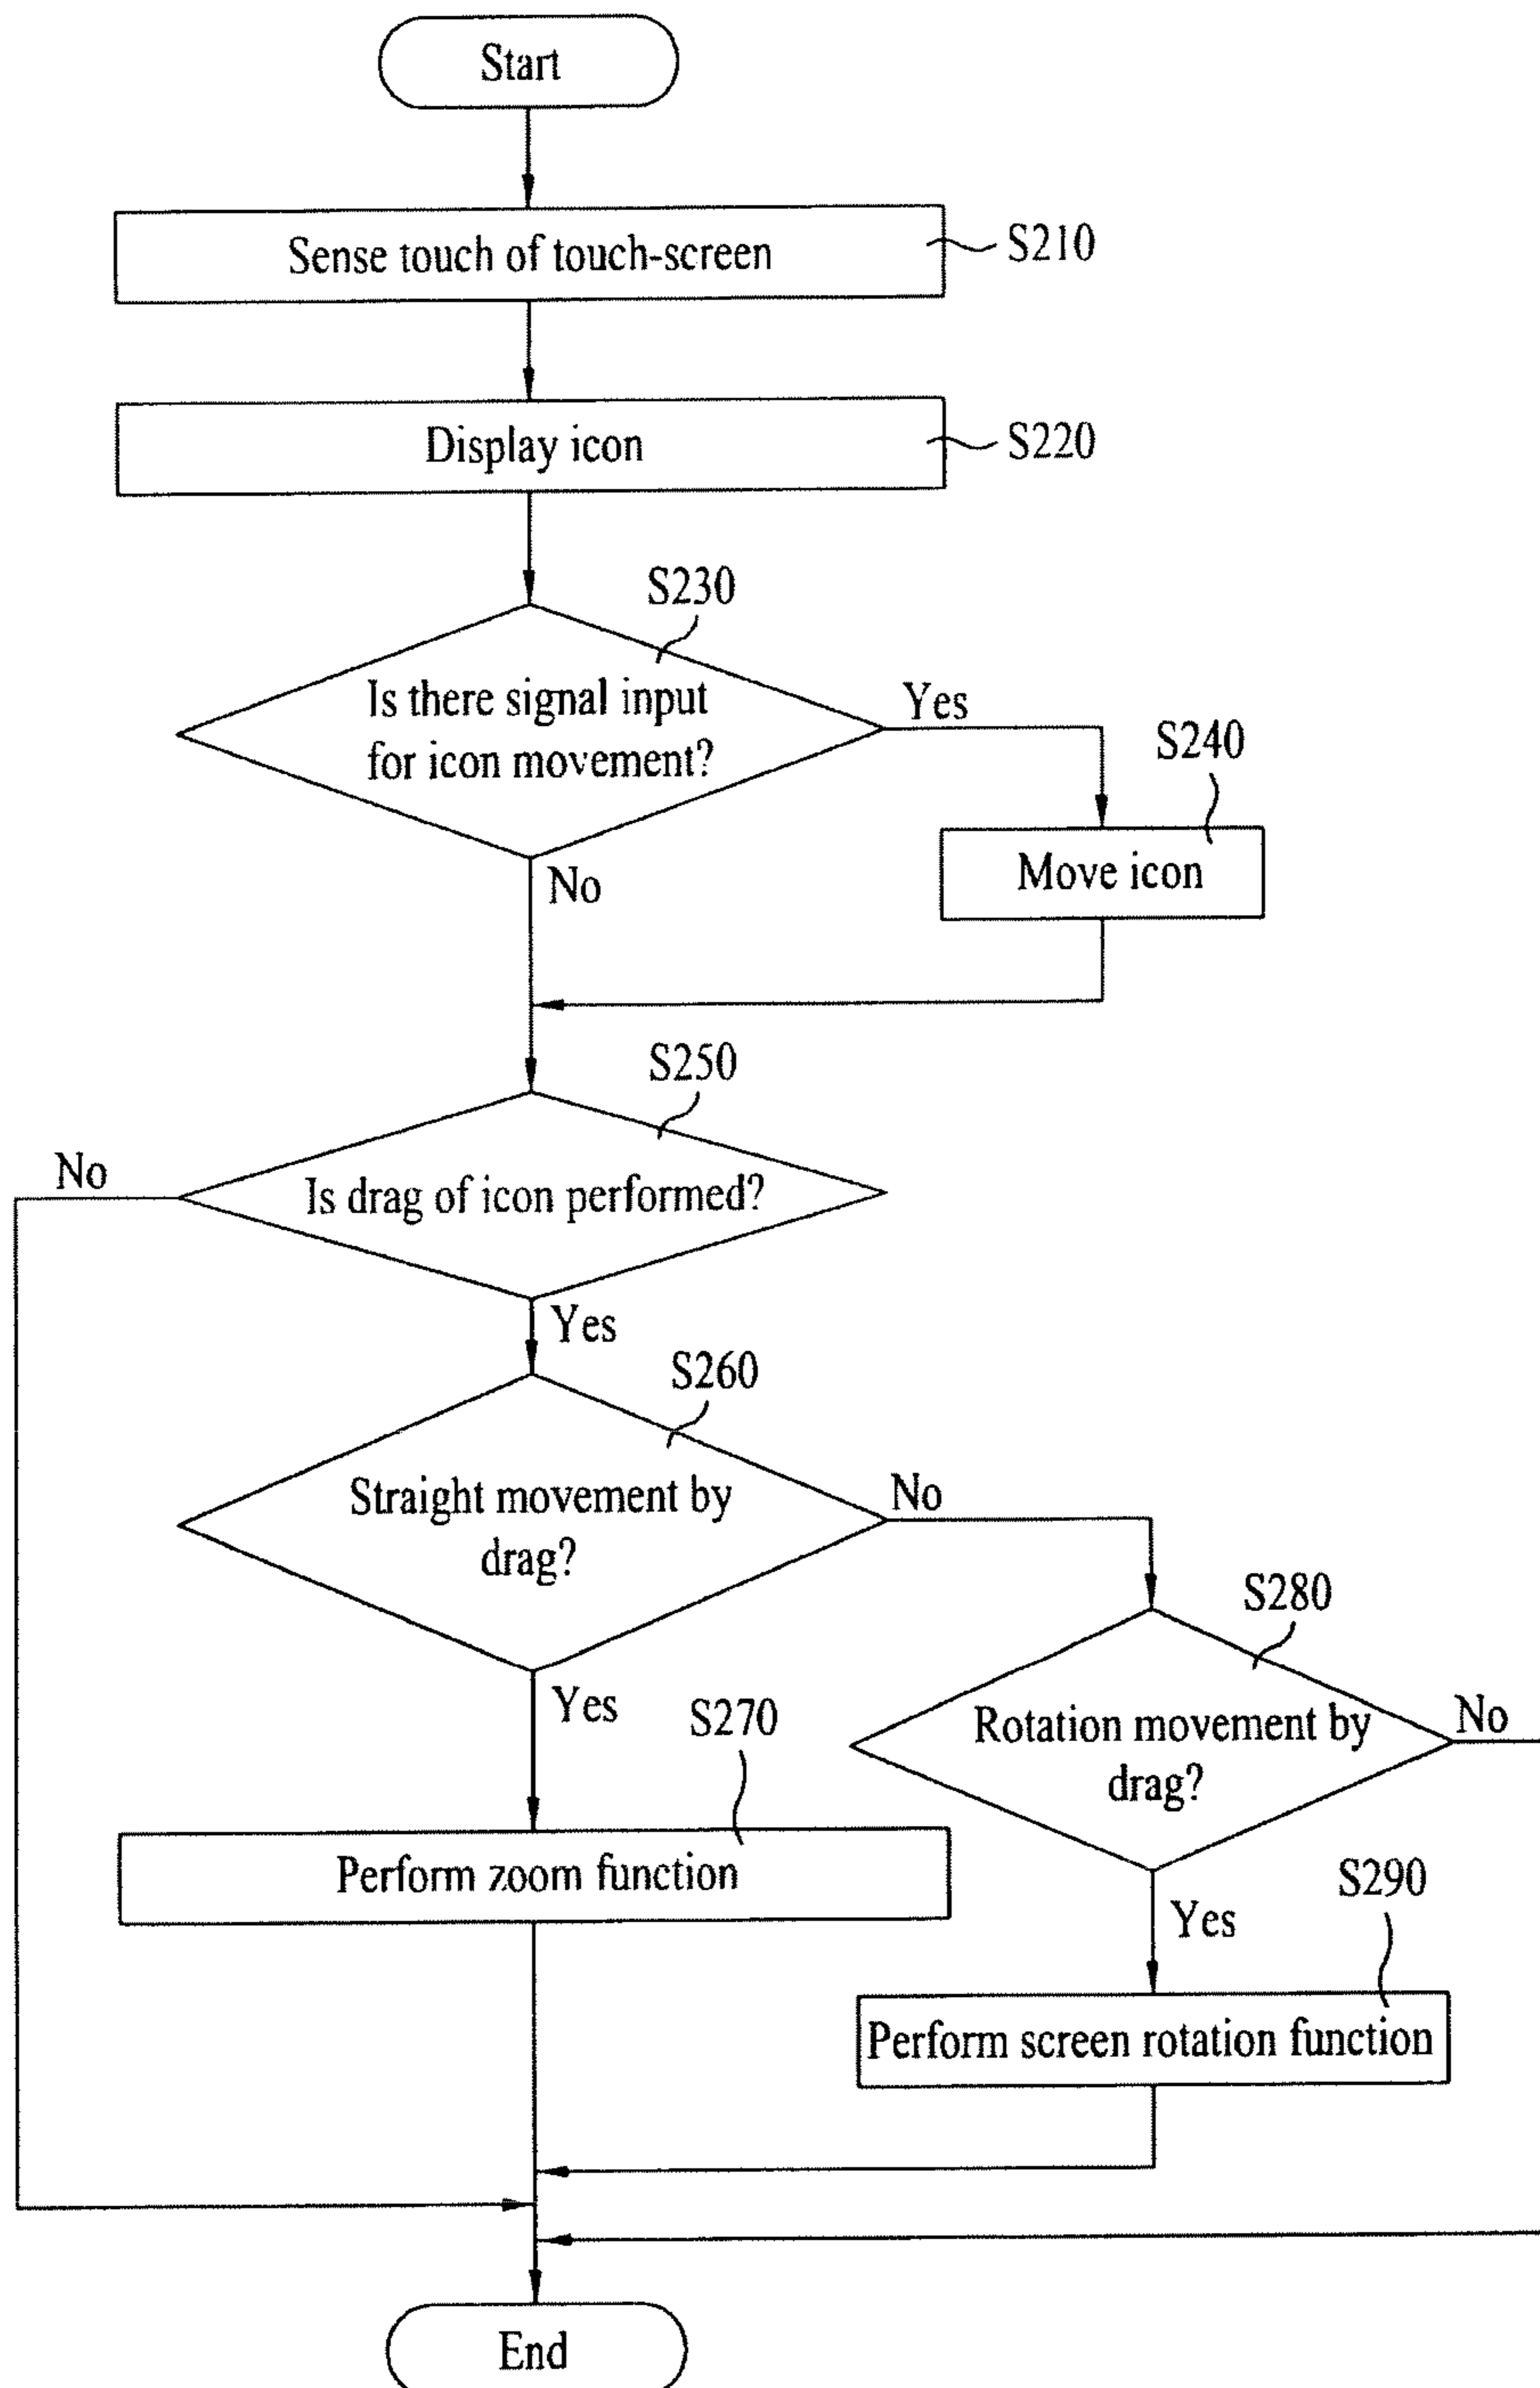 Start
Sense touch of touch-screen
S210
Display icon
S220
S230
Is there signal input
for icon movement?
Yes
S240
Move icon
No
S250
No
Is drag of icon performed?
Yes
S260
Straight movement by
drag?
No
S280
Rotation movement by
drag?
No
Yes
S270
Perform zoom function
Yes
S290
Perform screen rotation function
End